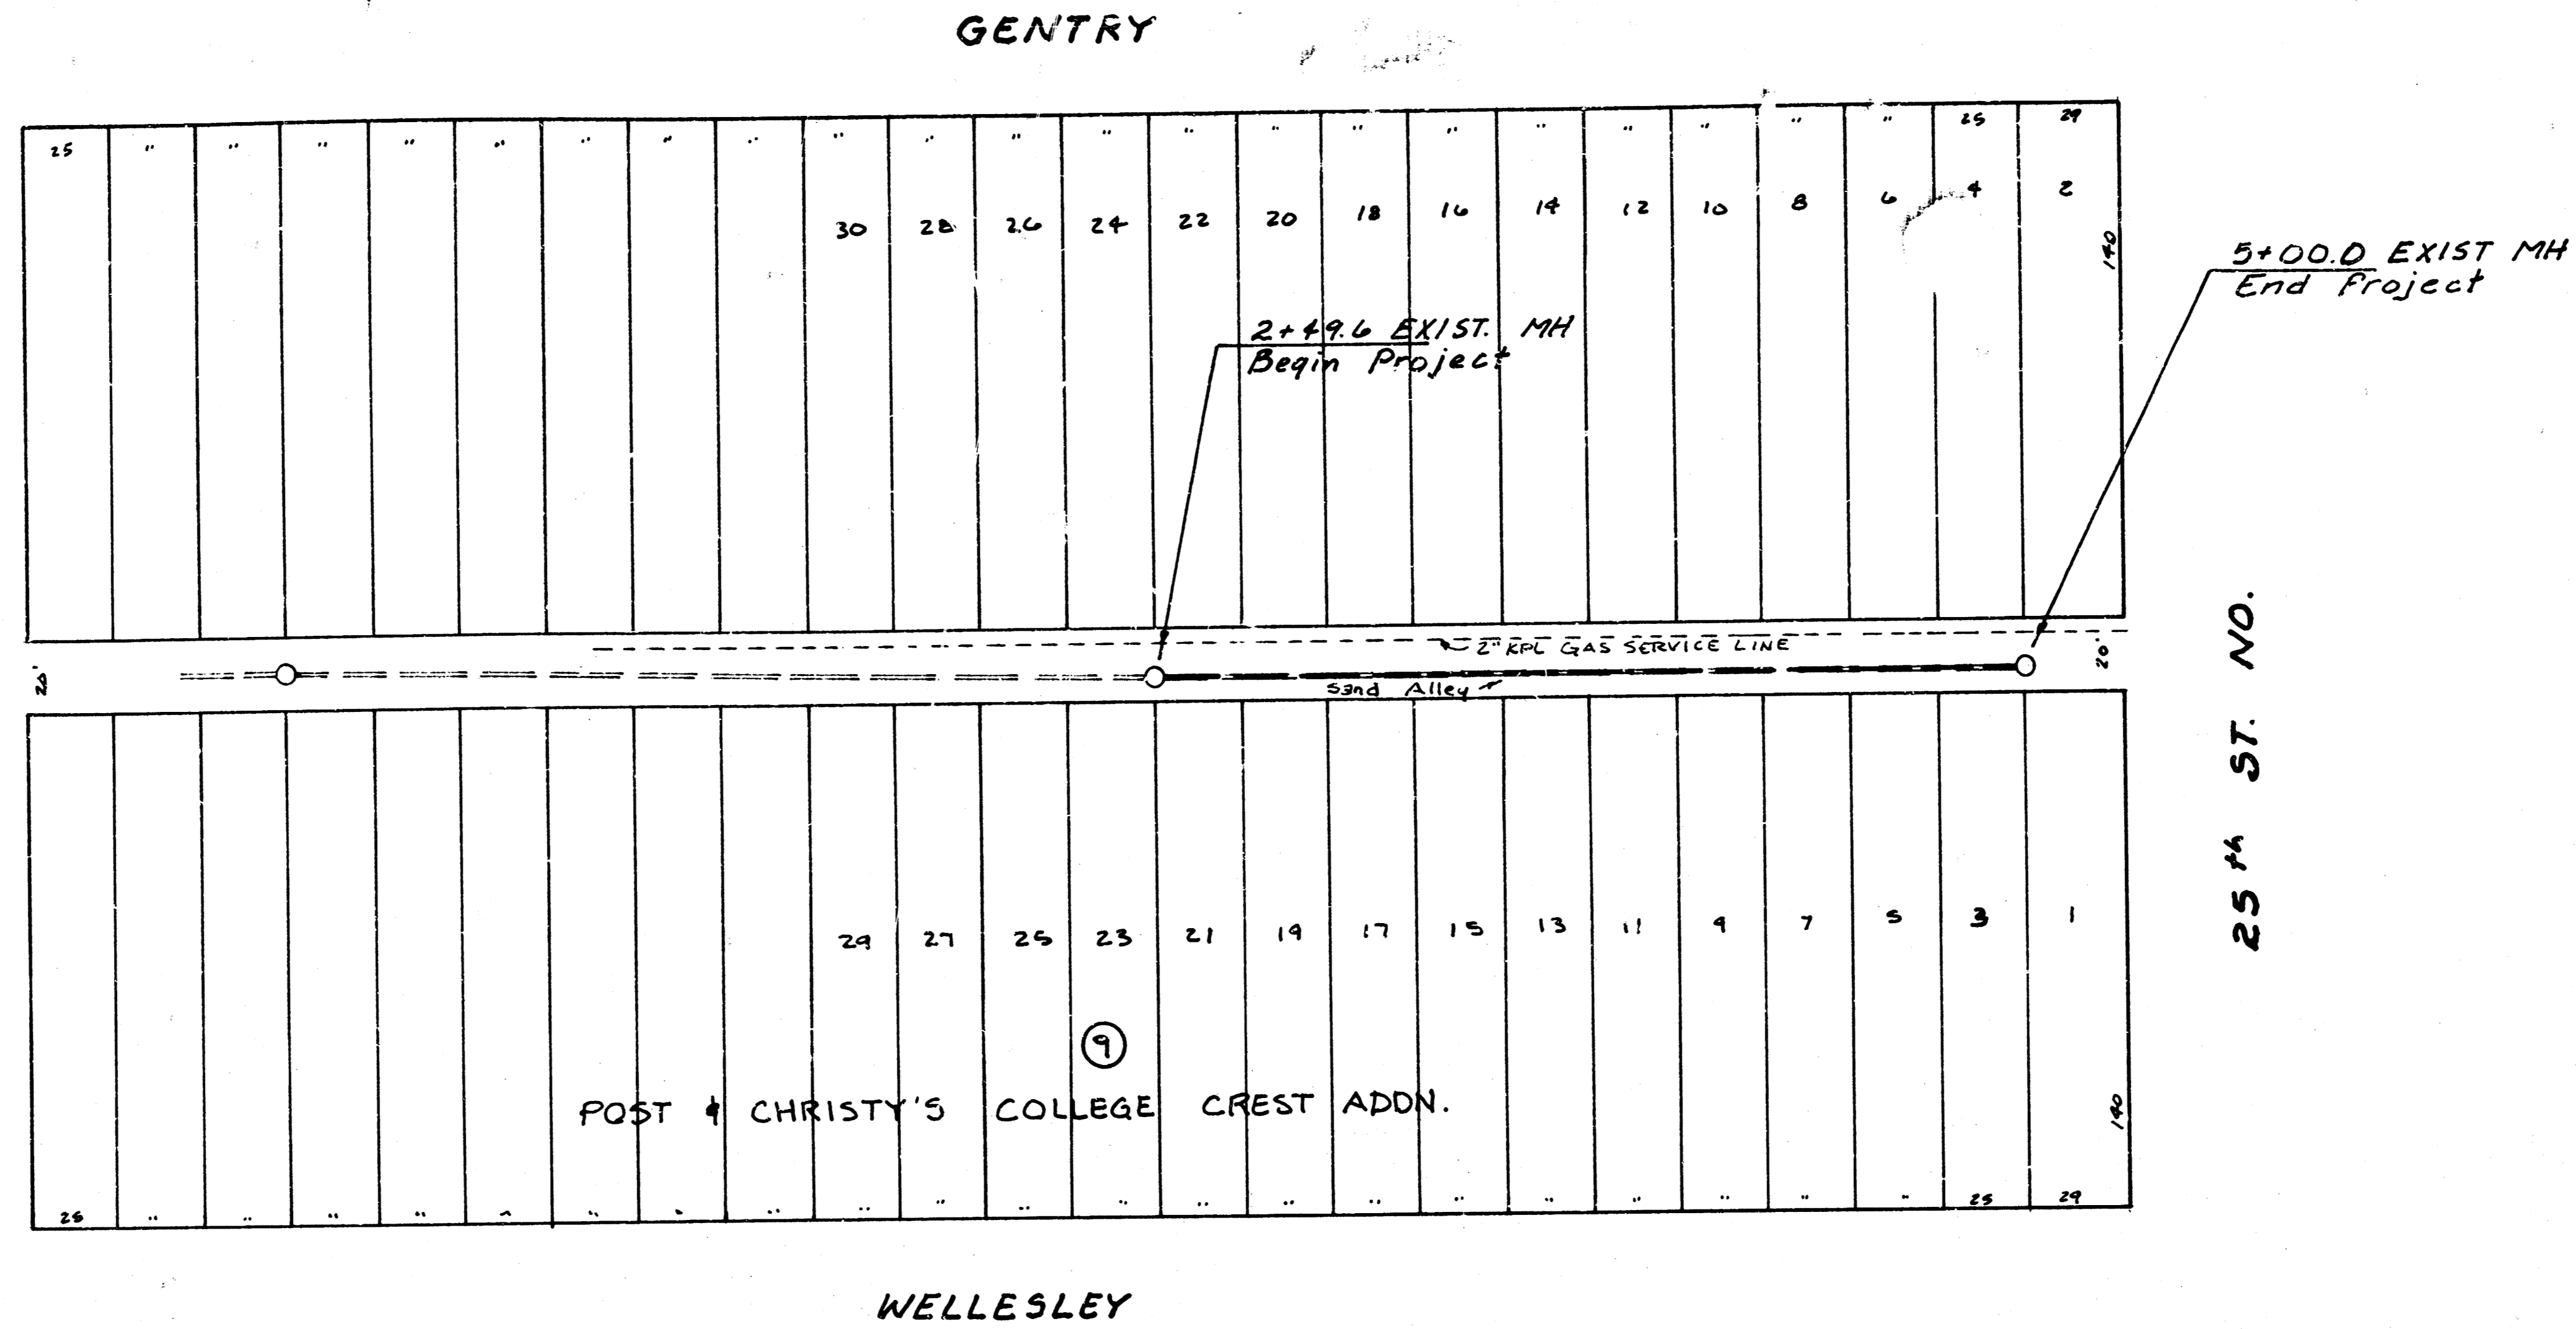 GENTRY
25 " " " " " " " " " " " " " " " " " " " " " 25 29
30 28 26 24 22 20 18 16 14 12 10 8 6 4 2
140
5+00.0 EXIST MH
End Project
2+49.6 EXIST. MH
Begin Project
2" KPL GAS SERVICE LINE
20'
20'
Sand Alley
25th ST. NO.
29 27 25 23 21 19 17 15 13 11 9 7 5 3 1
9
POST & CHRISTY'S COLLEGE CREST ADDN.
140
25 " " " " " " " " " " " " " " " " " " " " " 25 29
WELLESLEY